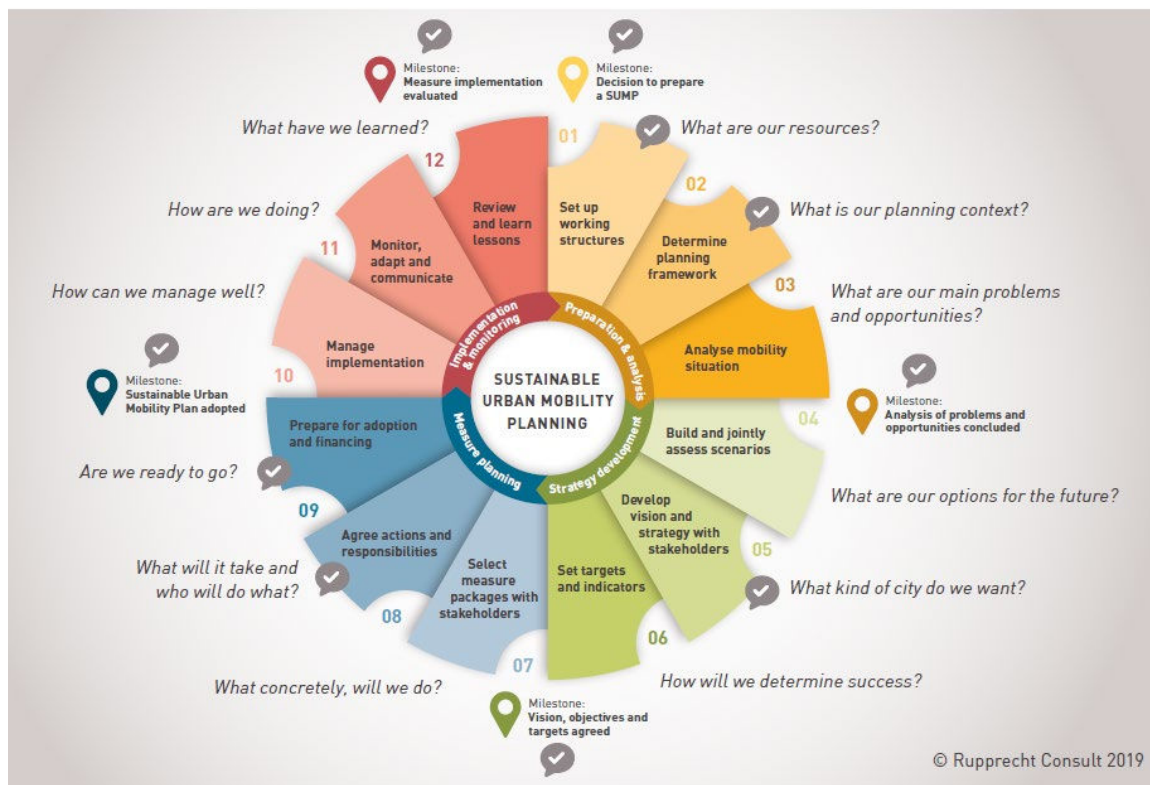 Milestone:
Measure implementation
evaluated
Milestone:
Decision to prepare
a SUMP
What have we learned?
What are our resources?
12
01
02
How are we doing?
What is our planning context?
11
Review
and learn
lessons
Set up
working
structures
Monitor,
adapt and
communicate
Determine
planning
framework
03
How can we manage well?
What are our main problems
and opportunities?
Manage
implementation
Implementation
& monitoring
Preparation & analysis
Analyse mobility
situation
10
SUSTAINABLE
URBAN MOBILITY
PLANNING
Milestone:
Sustainable Urban
Mobility Plan adopted
Milestone:
Analysis of problems and
opportunities concluded
04
Prepare for adoption
and financing
Measure planning
Strategy development
Build and jointly
assess scenarios
Are we ready to go?
What are our options for the future?
09
Agree actions and
responsibilities
Develop
vision and
strategy with
stakeholders
05
What will it take and
who will do what?
Select
measure
packages with
stakeholders
Set targets
and indicators
What kind of city do we want?
08
06
07
What concretely, will we do?
How will we determine success?
Milestone:
Vision, objectives and
targets agreed
© Rupprecht Consult 2019